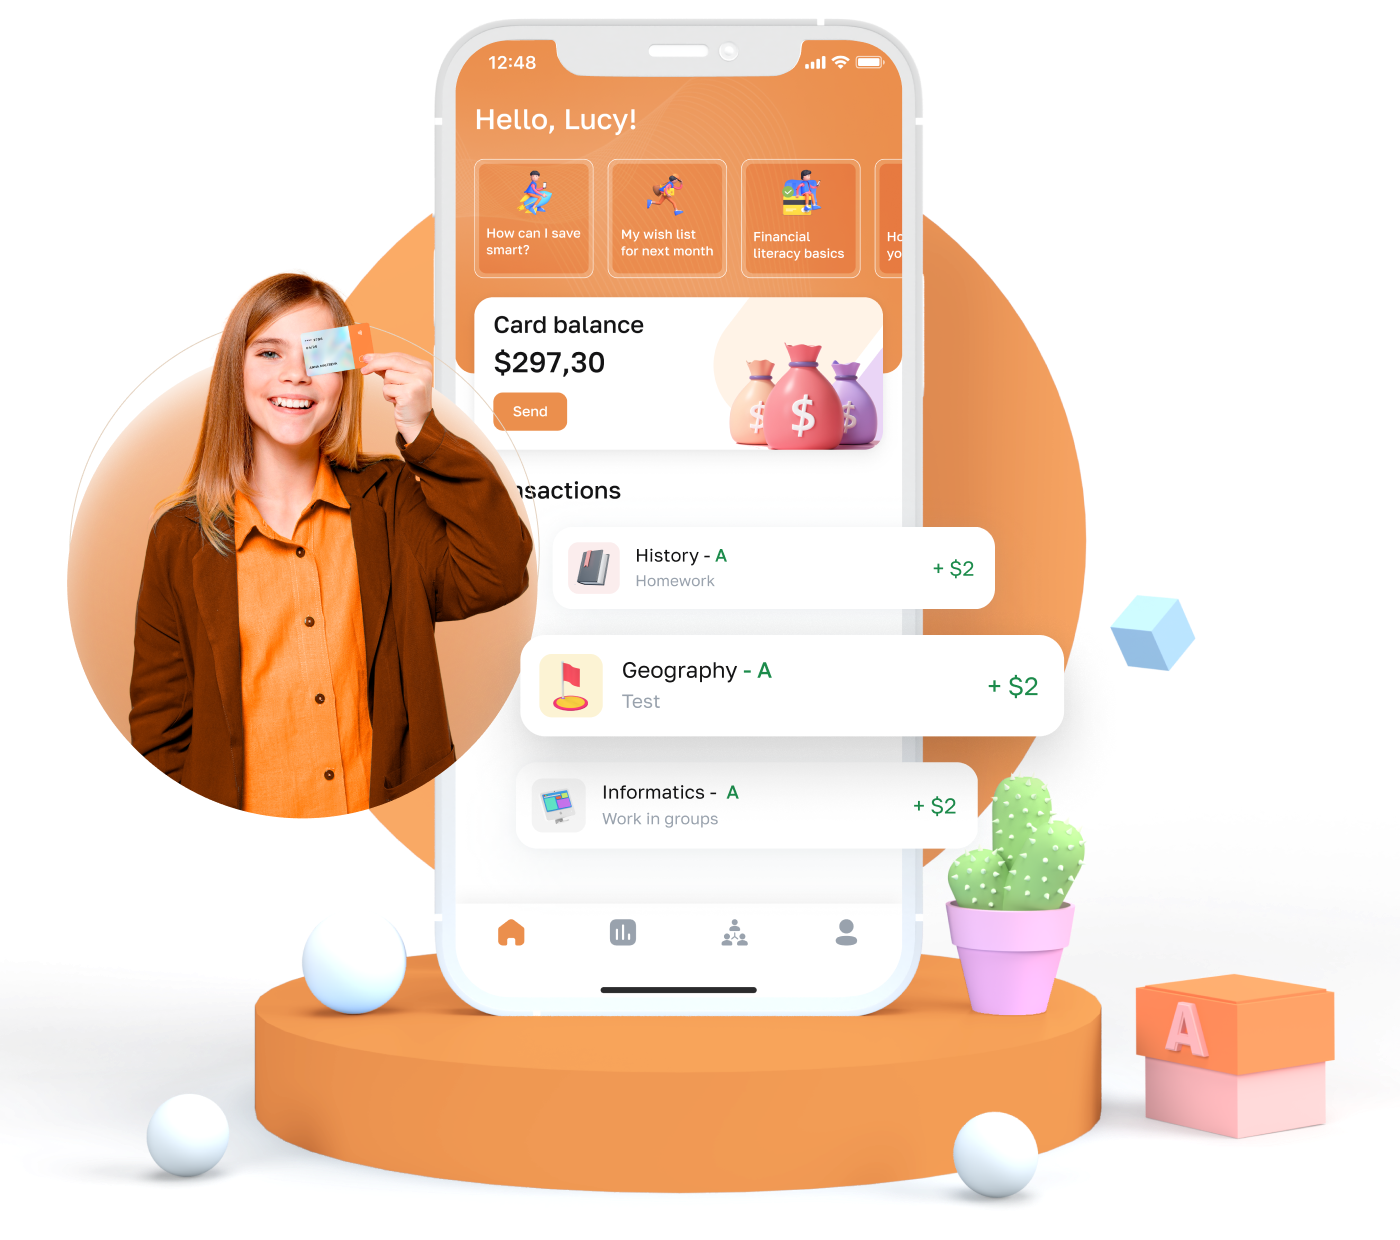 12:48
Hello, Lucy!
How can I save
smart?
My wish list
for next month
Financial
literacy basics
Ho
yo
Card balance
$297,30
Send
nsactions
History - A
Homework
+ $2
Geography - A
Test
+ $2
Informatics - A
Work in groups
+ $2
$ $ $
A